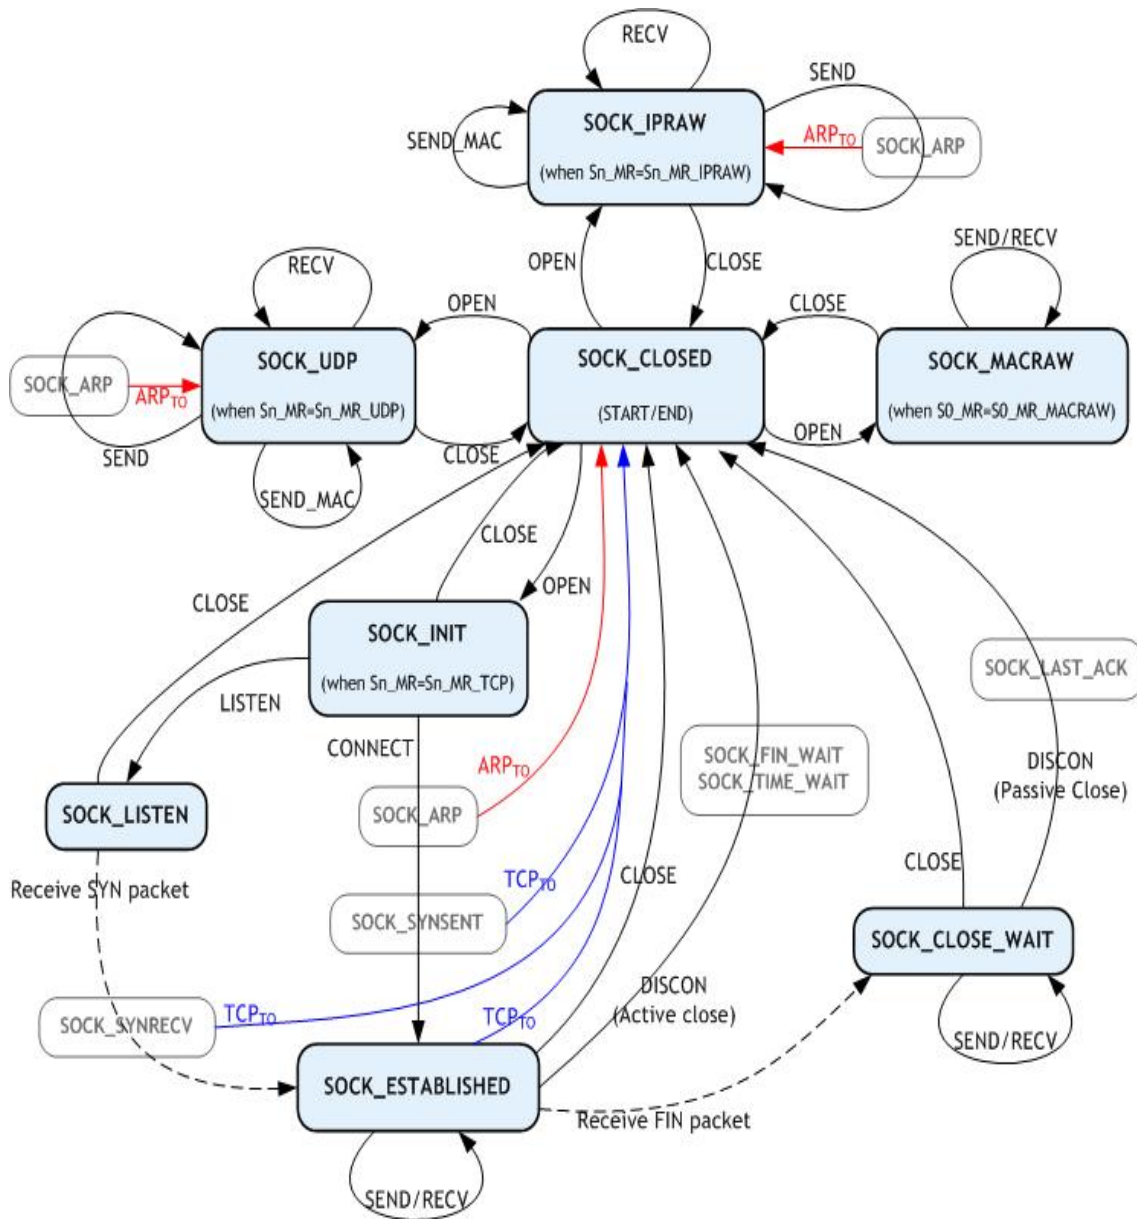 RECV
SEND
SOCK_IPRAW
SEND_MAC
ARPTO
SOCK_ARP
(when Sn_MR=Sn_MR_IPRAW)
SEND/RECV
RECV
OPEN
CLOSE
OPEN
CLOSE
SOCK_UDP
SOCK_CLOSED
SOCK_MACRAW
SOCK_ARP
ARPTO
(when Sn_MR=Sn_MR_UDP)
(START/END)
(when S0_MR=S0_MR_MACRAW)
SEND
CLOSE
OPEN
SEND_MAC
CLOSE
OPEN
CLOSE
SOCK_INIT
(when Sn_MR=Sn_MR_TCP)
SOCK_LAST_ACK
LISTEN
CONNECT
SOCK_FIN_WAIT
SOCK_TIME_WAIT
ARPTO
DISCON
(Passive Close)
SOCK_LISTEN
SOCK_ARP
CLOSE
CLOSE
TCPTO
Receive SYN packet
SOCK_SYNSENT
SOCK_CLOSE_WAIT
DISCON
(Active close)
TCPTO
TCPTO
SOCK_SYNRECV
SEND/RECV
SOCK_ESTABLISHED
Receive FIN packet
SEND/RECV